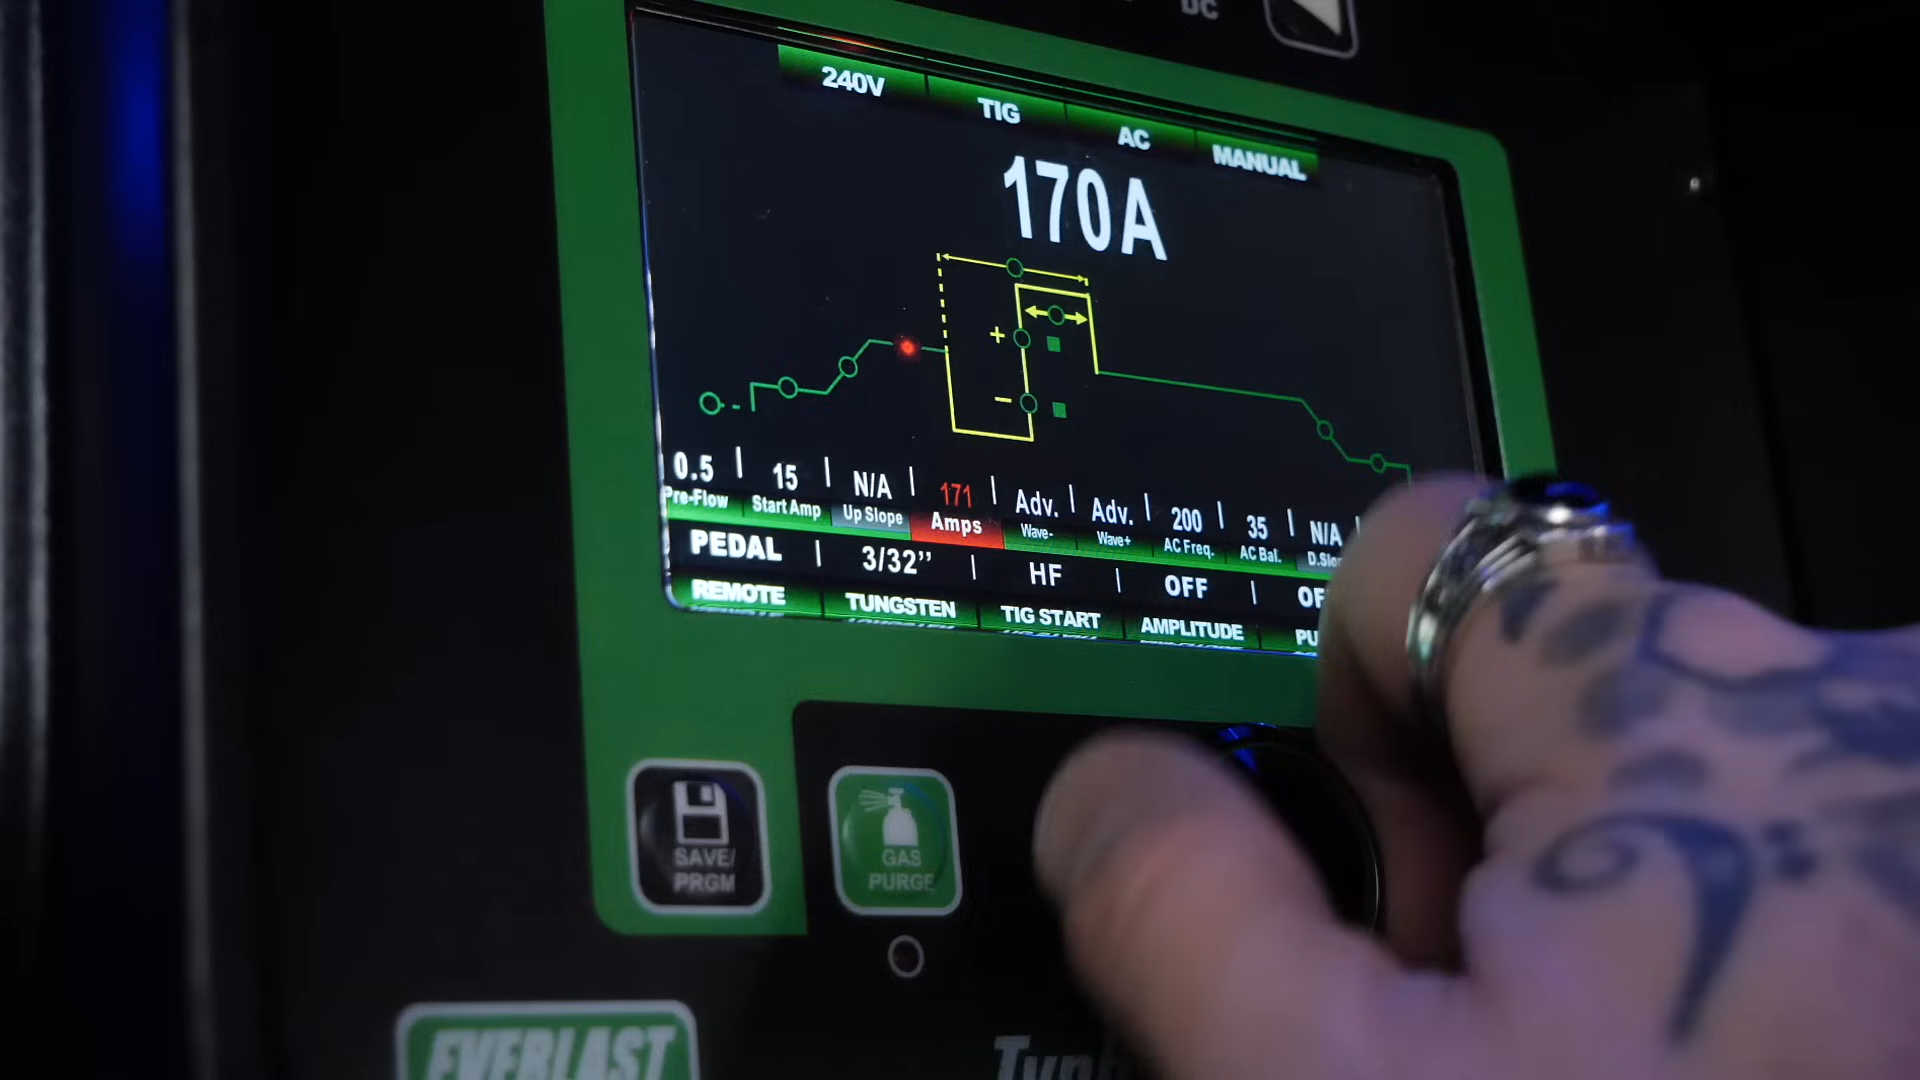 DC
240V TIG AC MANUAL
170A
+
−
0.5 | 15 | N/A | 171 | Adv. | Adv. | 200 | 35 | N/A |
Pre-Flow Start Amp Up Slope Amps Wave- Wave+ AC Freq. AC Bal.
PEDAL | 3/32” | HF | OFF |
REMOTE TUNGSTEN TIG START AMPLITUDE
SAVE/
PRGM
GAS
PURGE
EVERLAST